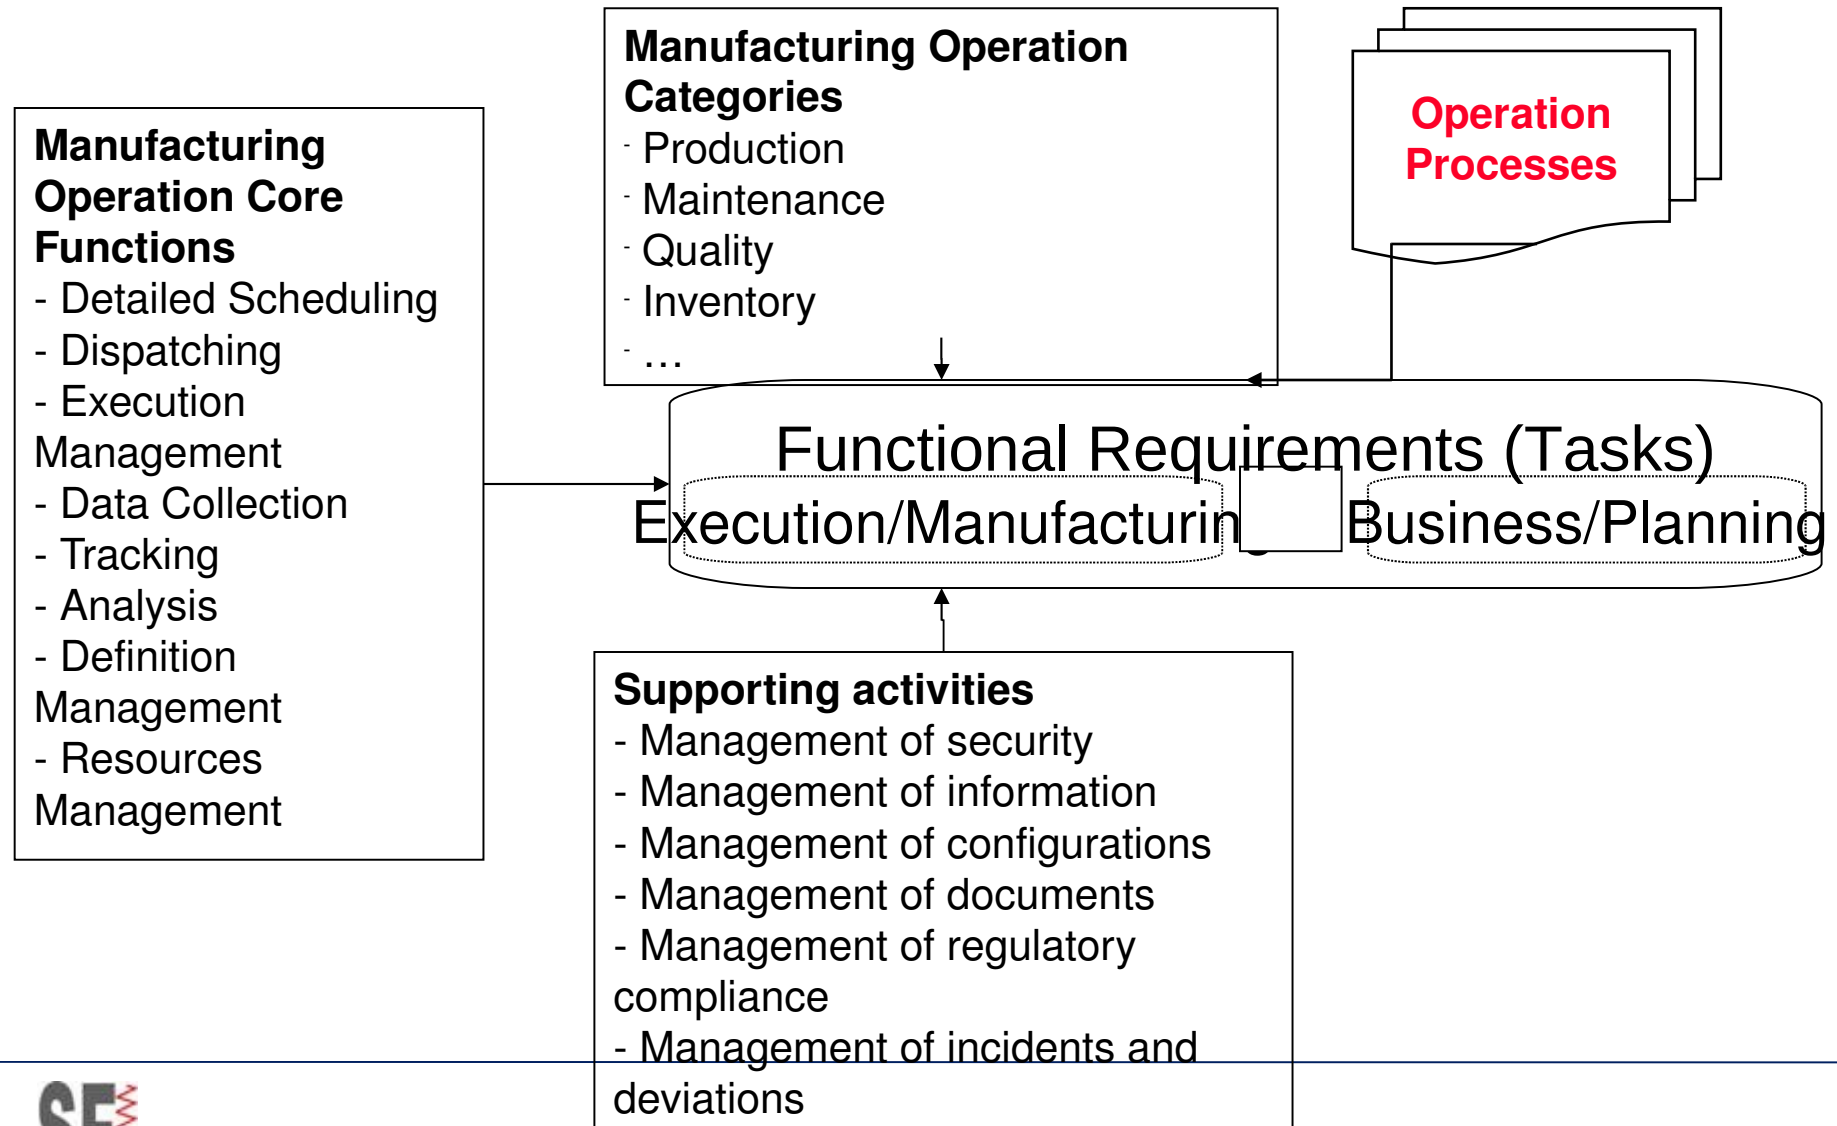 Manufacturing Operation
Categories
- Production
- Maintenance
- Quality
- Inventory
- …
Operation
Processes
Manufacturing
Operation Core
Functions
- Detailed Scheduling
- Dispatching
- Execution
Management
- Data Collection
- Tracking
- Analysis
- Definition
Management
- Resources
Management
Functional Requirements (Tasks)
Execution/Manufacturing
Business/Planning
Supporting activities
- Management of security
- Management of information
- Management of configurations
- Management of documents
- Management of regulatory
compliance
- Management of incidents and
deviations